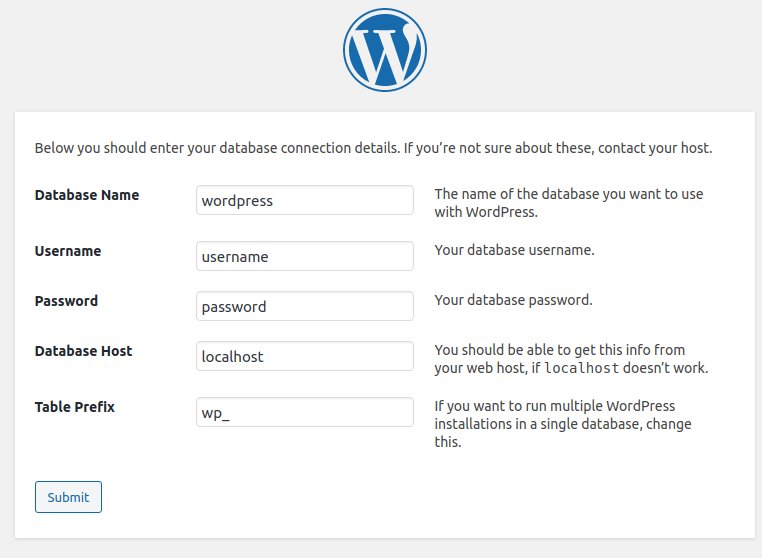 Below you should enter your database connection details. If you’re not sure about these, contact your host.
Database Name
wordpress
The name of the database you want to use
with WordPress.
Username
username
Your database username.
Password
password
Your database password.
Database Host
localhost
You should be able to get this info from
your web host, if localhost doesn’t work.
Table Prefix
wp_
If you want to run multiple WordPress
installations in a single database, change
this.
Submit